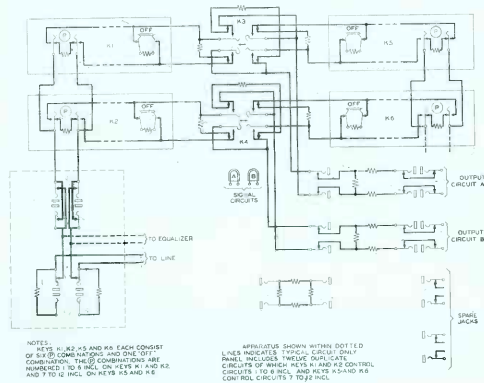 P
K1
OFF
K3
P
K5
OFF
P
K2
OFF
K4
OFF
K6
P
A
B
SIGNAL
CIRCUITS
OUTPUT
CIRCUIT A
OUTPUT
CIRCUIT B
TO EQUALIZER
TO LINE
SPARE
JACKS
NOTES:
KEYS K1, K2, K5 AND K6 EACH CONSIST
OF SIX P COMBINATIONS AND ONE "OFF"
COMBINATION. THE P COMBINATIONS ARE
NUMBERED 1 TO 6 INCL ON KEYS K1 AND K2
AND 7 TO 12 INCL ON KEYS K5 AND K6
APPARATUS SHOWN WITHIN DOTTED
LINES INDICATES TYPICAL CIRCUIT ONLY
PANEL INCLUDES TWELVE DUPLICATE
CIRCUITS OF WHICH KEYS K1 AND K2 CONTROL
CIRCUITS 1 TO 6 INCL AND KEYS K5 AND K6
CONTROL CIRCUITS 7 TO 12 INCL